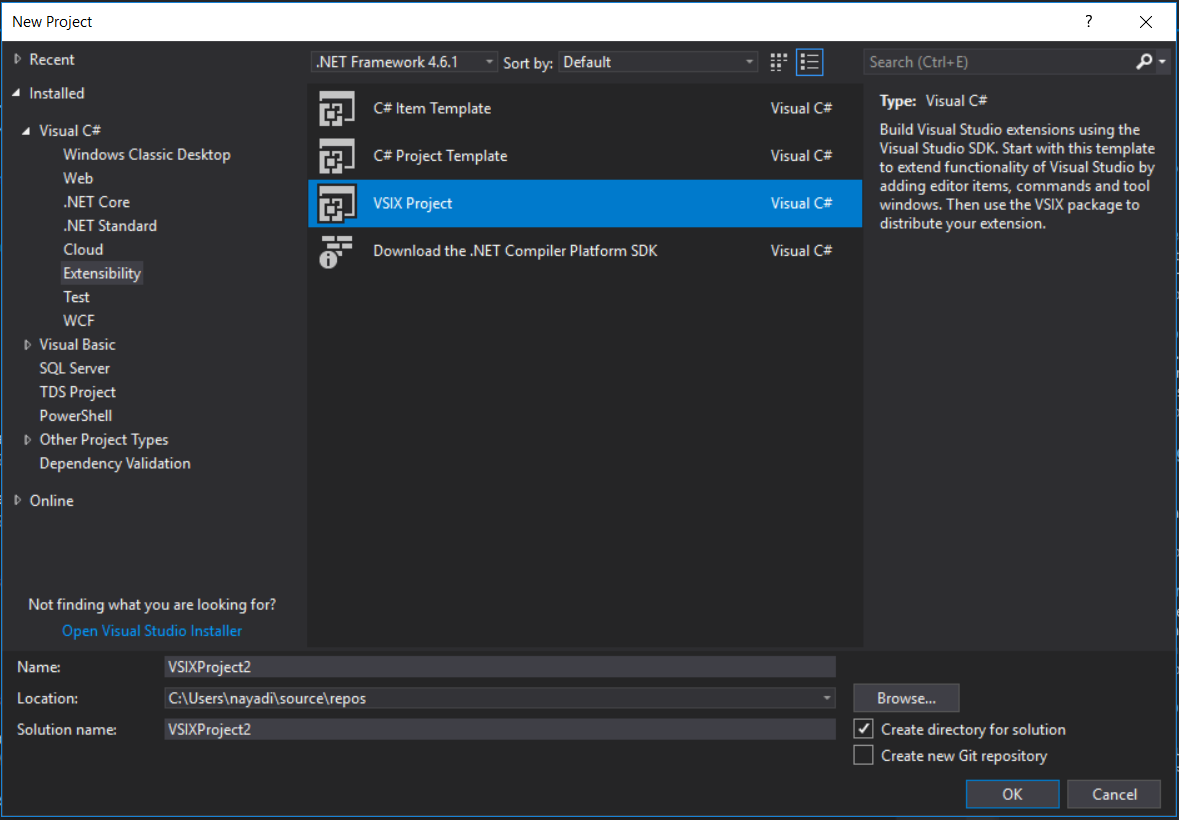 New Project
?
Recent
Installed
Visual C#
Windows Classic Desktop
Web
.NET Core
.NET Standard
Cloud
Extensibility
Test
WCF
Visual Basic
SQL Server
TDS Project
PowerShell
Other Project Types
Dependency Validation
Online
Not finding what you are looking for?
Open Visual Studio Installer
.NET Framework 4.6.1 Sort by: Default
C# Item Template Visual C#
C# Project Template Visual C#
VSIX Project Visual C#
Download the .NET Compiler Platform SDK Visual C#
Search (Ctrl+E)
Type: Visual C#
Build Visual Studio extensions using the
Visual Studio SDK. Start with this template
to extend functionality of Visual Studio by
adding editor items, commands and tool
windows. Then use the VSIX package to
distribute your extension.
Name: VSIXProject2
Location: C:\Users\nayadi\source\repos Browse...
Solution name: VSIXProject2 Create directory for solution
Create new Git repository
OK Cancel